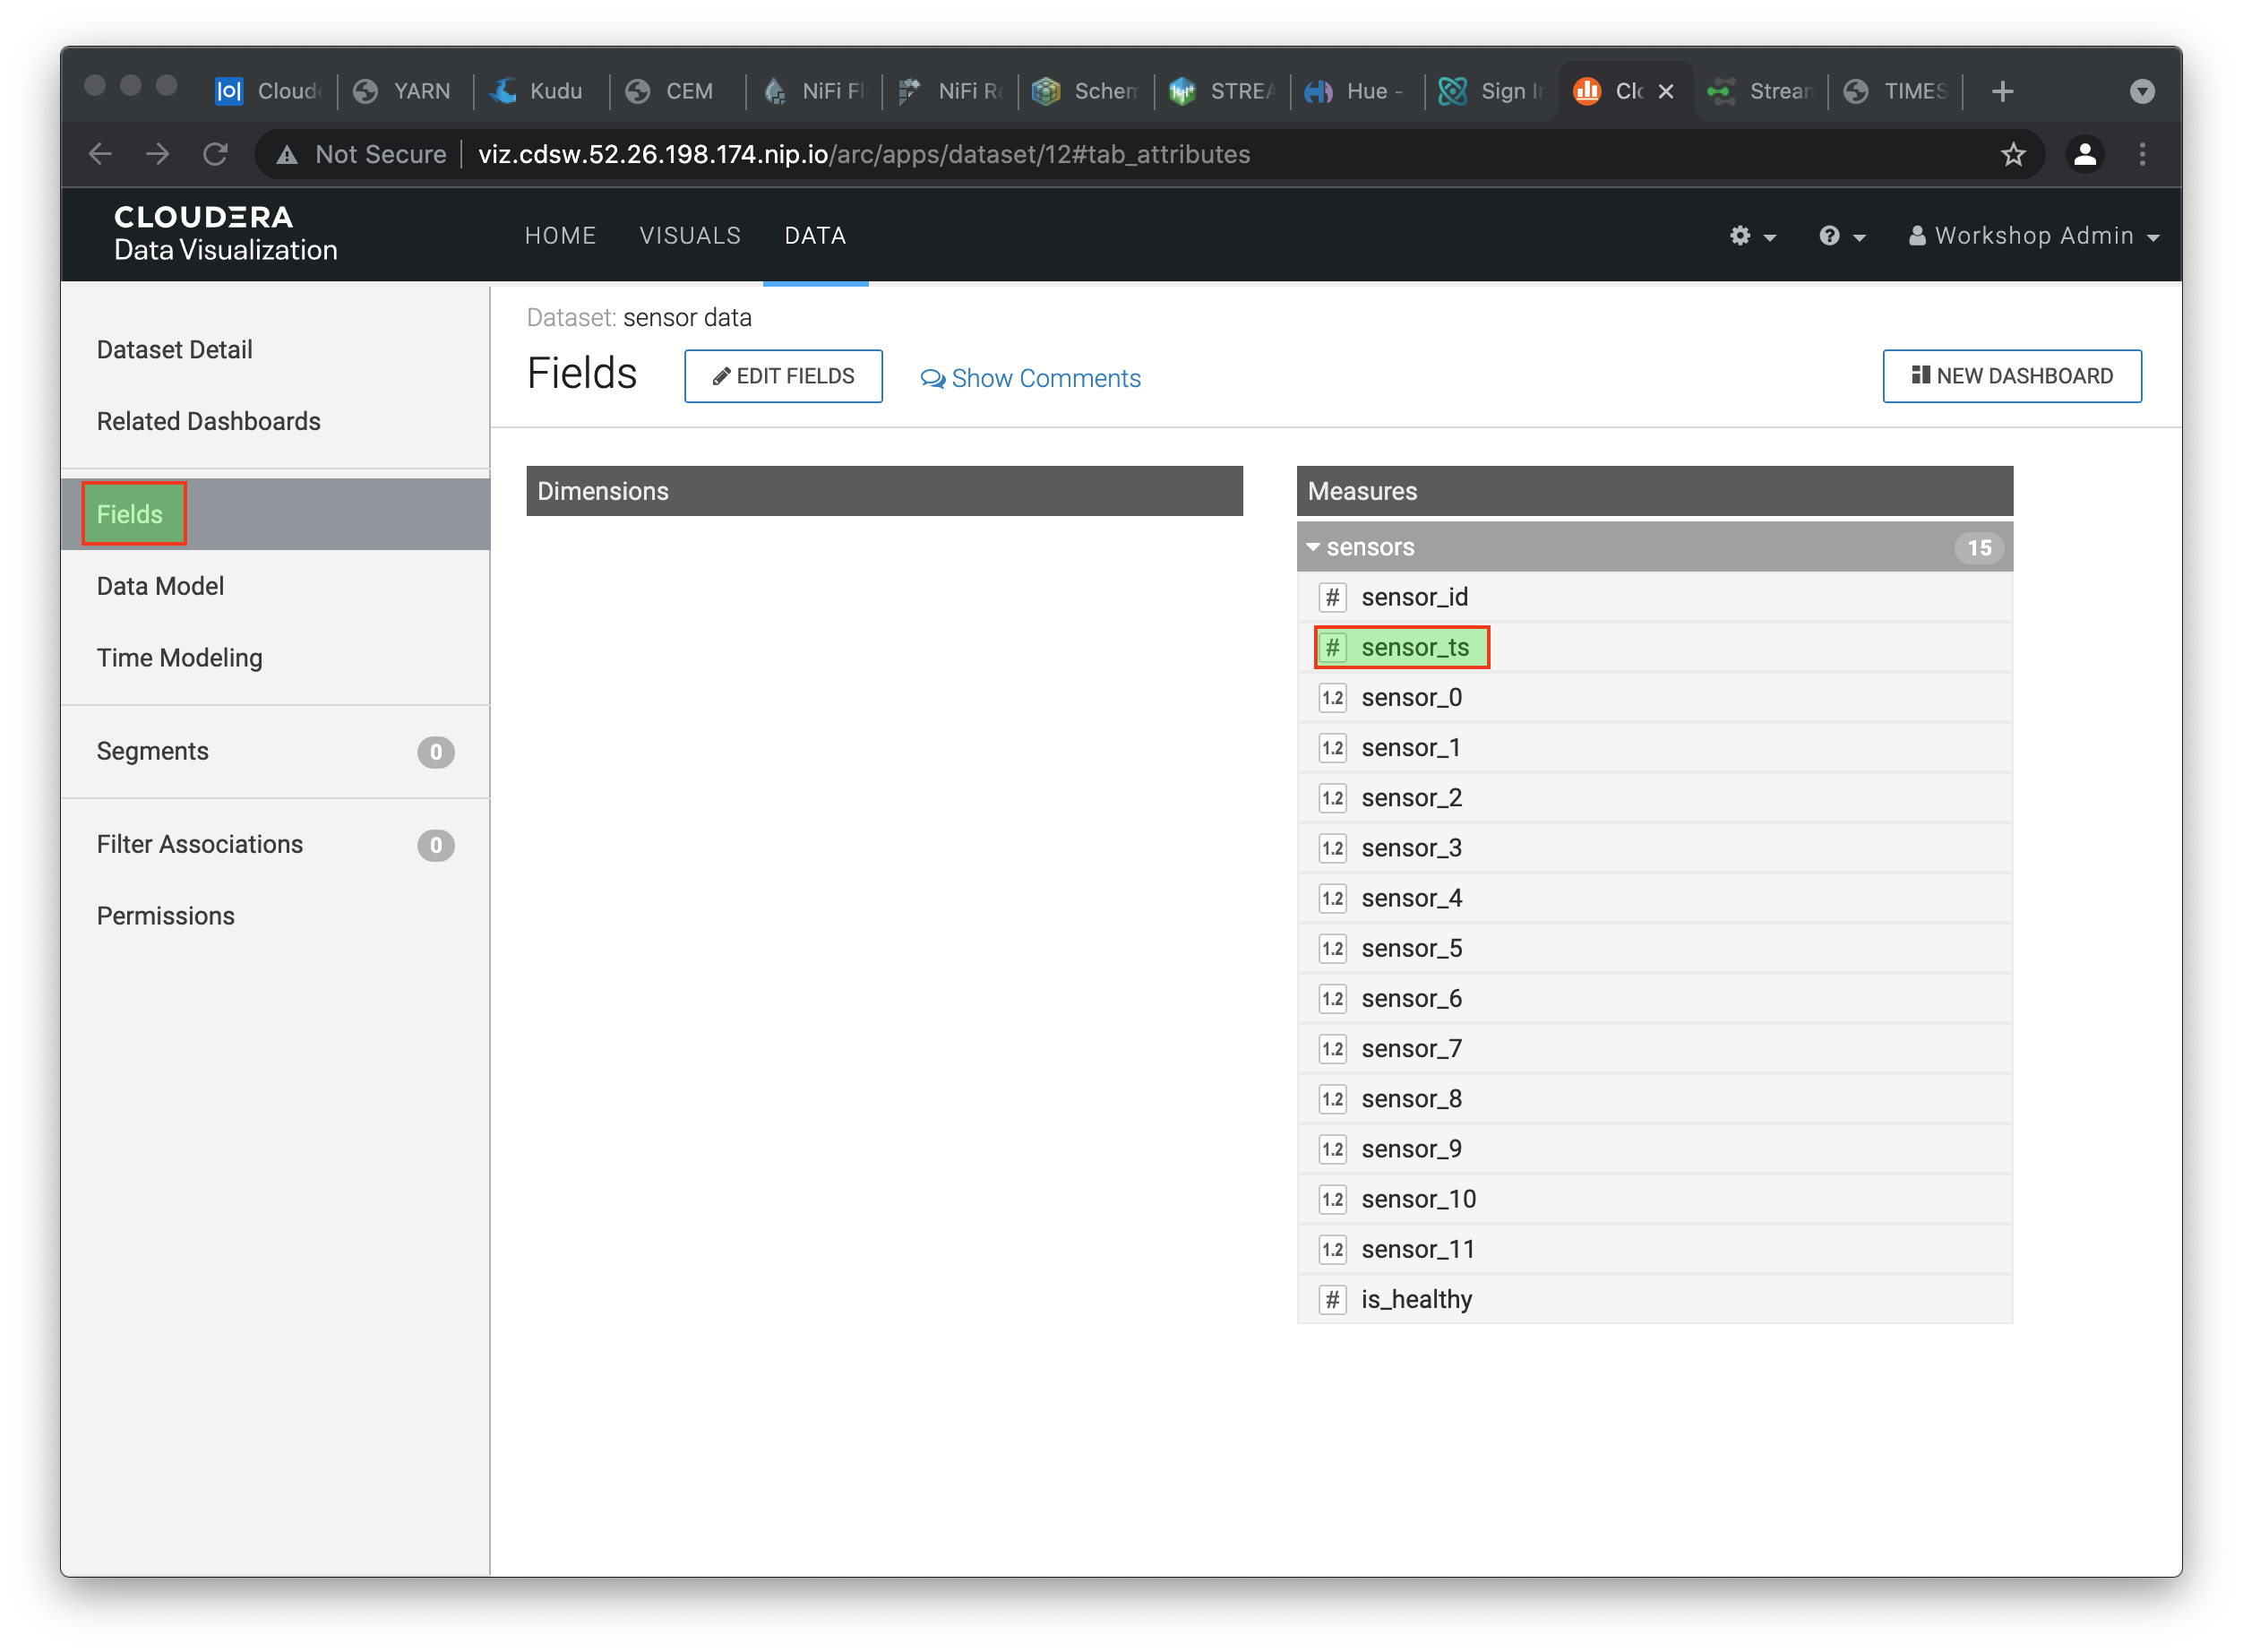 Cloude YARN Kudu CEM NiFi Fl NiFi Re Schem STREA Hue - Sign In Clo Stream TIMES
Not Secure viz.cdsw.52.26.198.174.nip.io/arc/apps/dataset/12#tab_attributes
CLOUDERA
Data Visualization
HOME VISUALS DATA
Workshop Admin
Dataset Detail
Related Dashboards
Fields
Data Model
Time Modeling
Segments 0
Filter Associations 0
Permissions
Dataset: sensor data
Fields EDIT FIELDS Show Comments NEW DASHBOARD
Dimensions
Measures
sensors 15
# sensor_id
# sensor_ts
1.2 sensor_0
1.2 sensor_1
1.2 sensor_2
1.2 sensor_3
1.2 sensor_4
1.2 sensor_5
1.2 sensor_6
1.2 sensor_7
1.2 sensor_8
1.2 sensor_9
1.2 sensor_10
1.2 sensor_11
# is_healthy